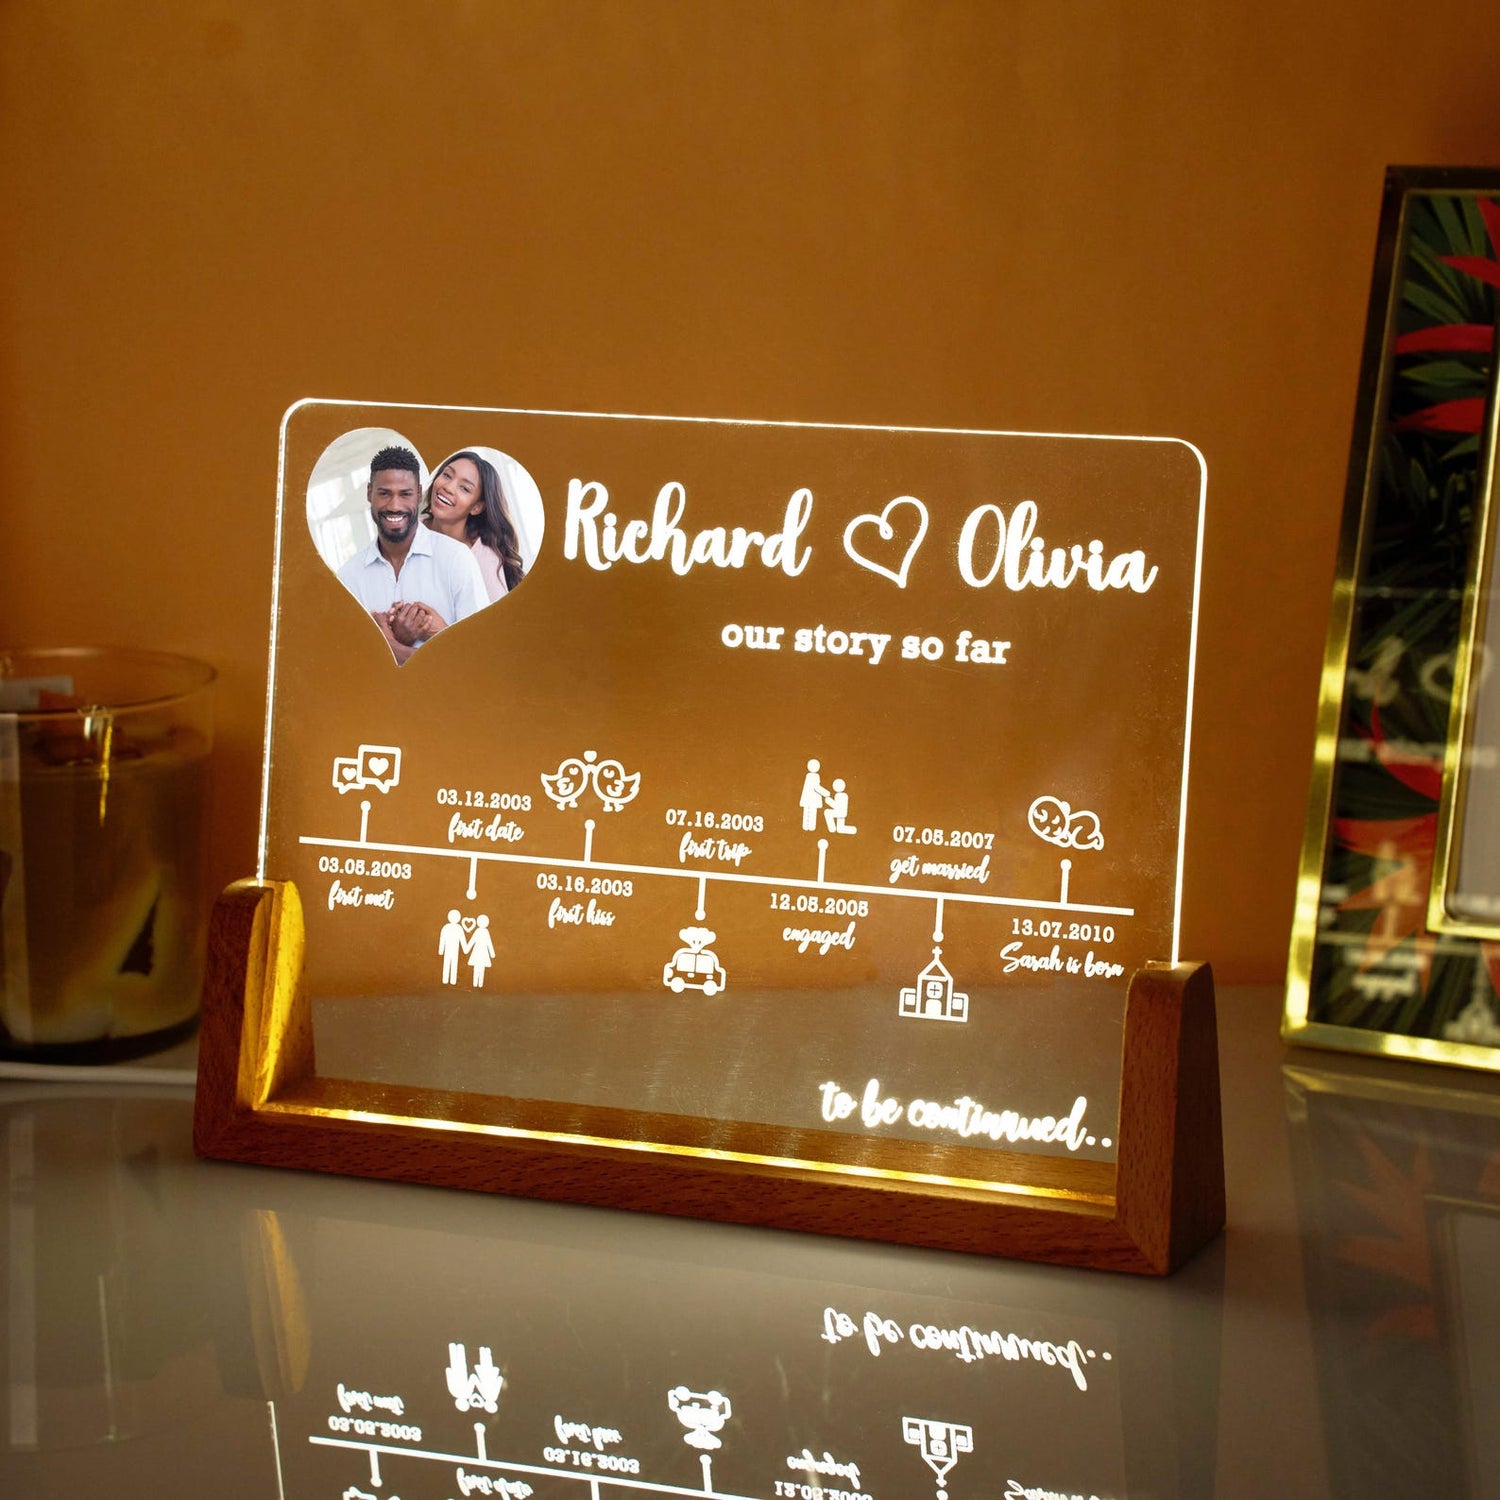 Richard Olivia
our story so far
03.05.2003
first met
03.12.2003
first date
03.16.2003
first kiss
07.16.2003
first trip
12.05.2005
engaged
07.05.2007
get married
13.07.2010
Sarah is born
to be continued..